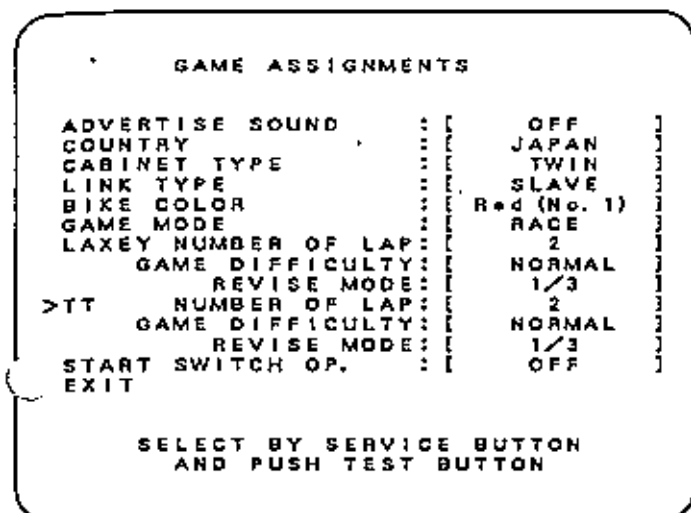 GAME ASSIGNMENTS
ADVERTISE SOUND : [ OFF ]
COUNTRY : [ JAPAN ]
CABINET TYPE : [ TWIN ]
LINK TYPE : [ SLAVE ]
BIKE COLOR : [ Red (No. 1) ]
GAME MODE : [ RACE ]
LAXEY NUMBER OF LAP: [ 2 ]
GAME DIFFICULTY: [ NORMAL ]
REVISE MODE: [ 1/3 ]
>TT NUMBER OF LAP: [ 2 ]
GAME DIFFICULTY: [ NORMAL ]
REVISE MODE: [ 1/3 ]
START SWITCH OP. : [ OFF ]
EXIT
SELECT BY SERVICE BUTTON
AND PUSH TEST BUTTON